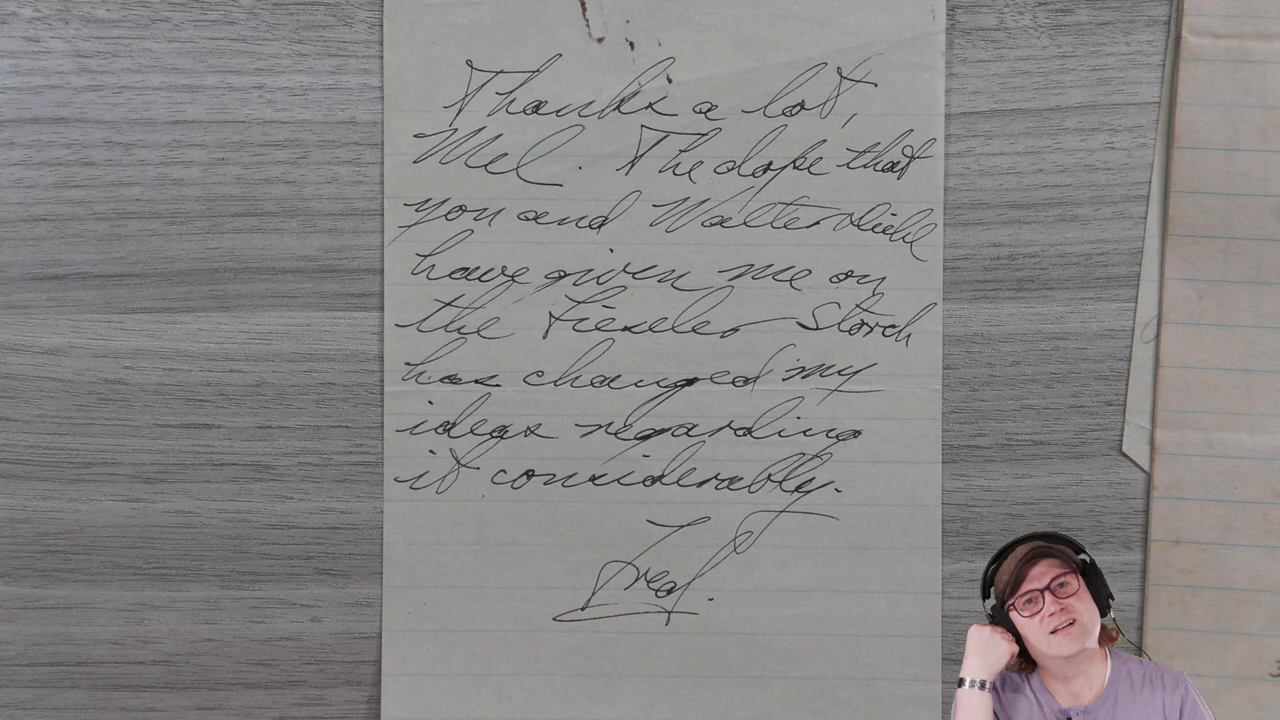 Thanks a lot,
Mel. The dope that
you and Walter Diehl
have given me on
the Fieseler Storch
has changed my
ideas regarding
it considerably.
Fred.